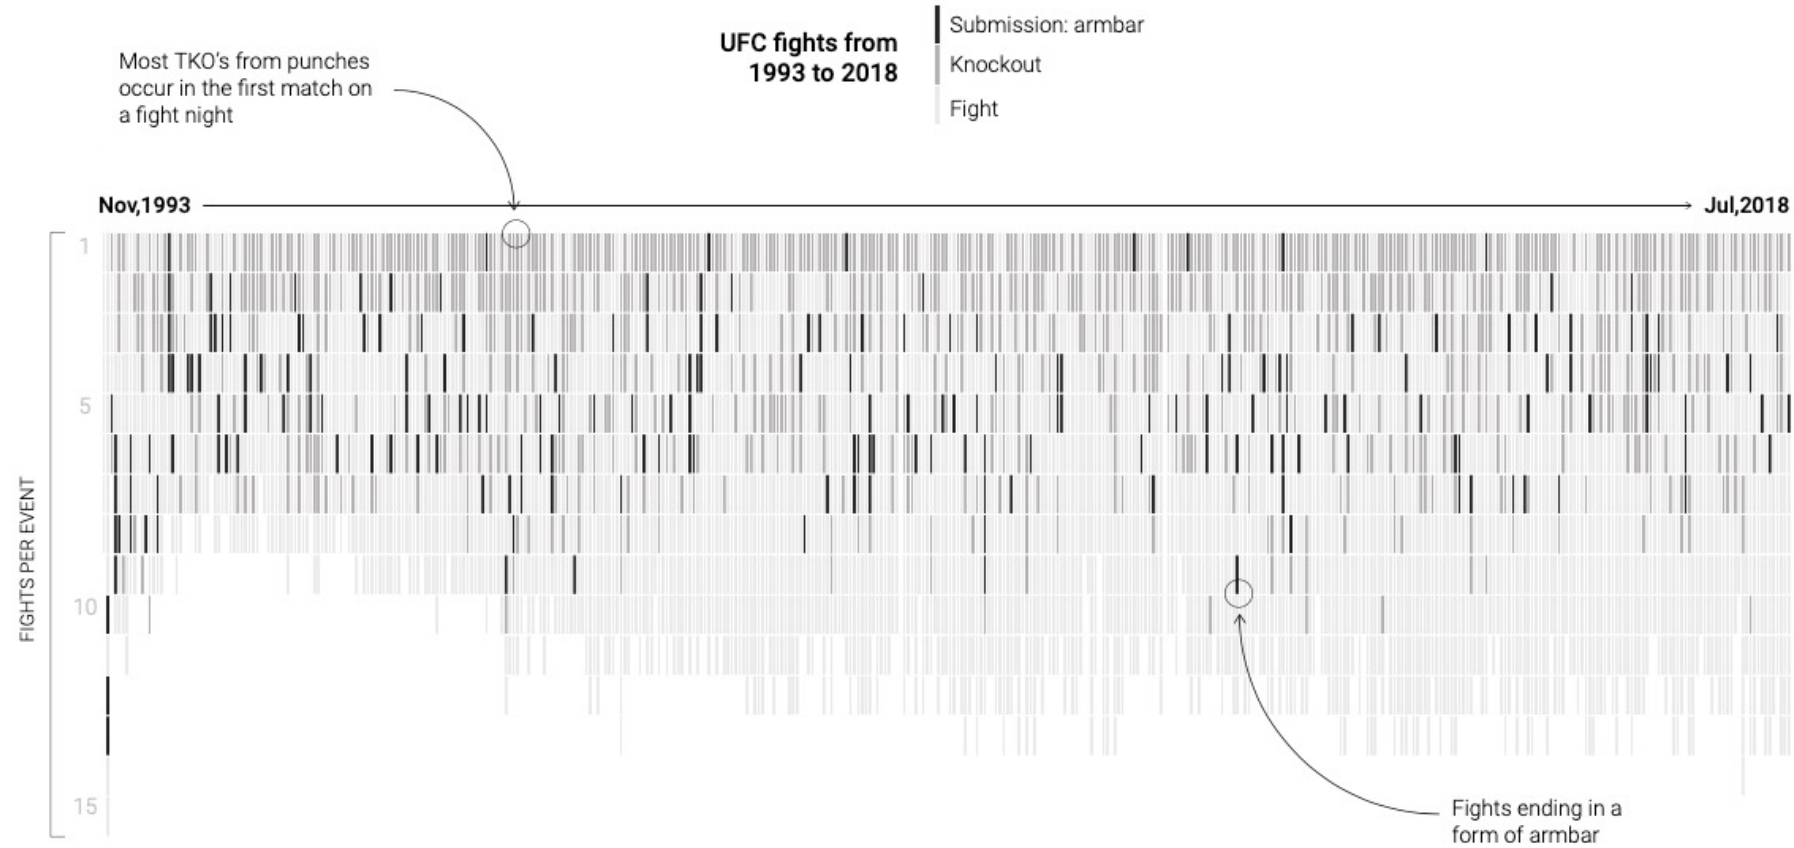 Most TKO's from punches
occur in the first match on
a fight night
UFC fights from
1993 to 2018
Submission: armbar
Knockout
Fight
Nov,1993
Jul,2018
1
5
10
15
FIGHTS PER EVENT
Fights ending in a
form of armbar